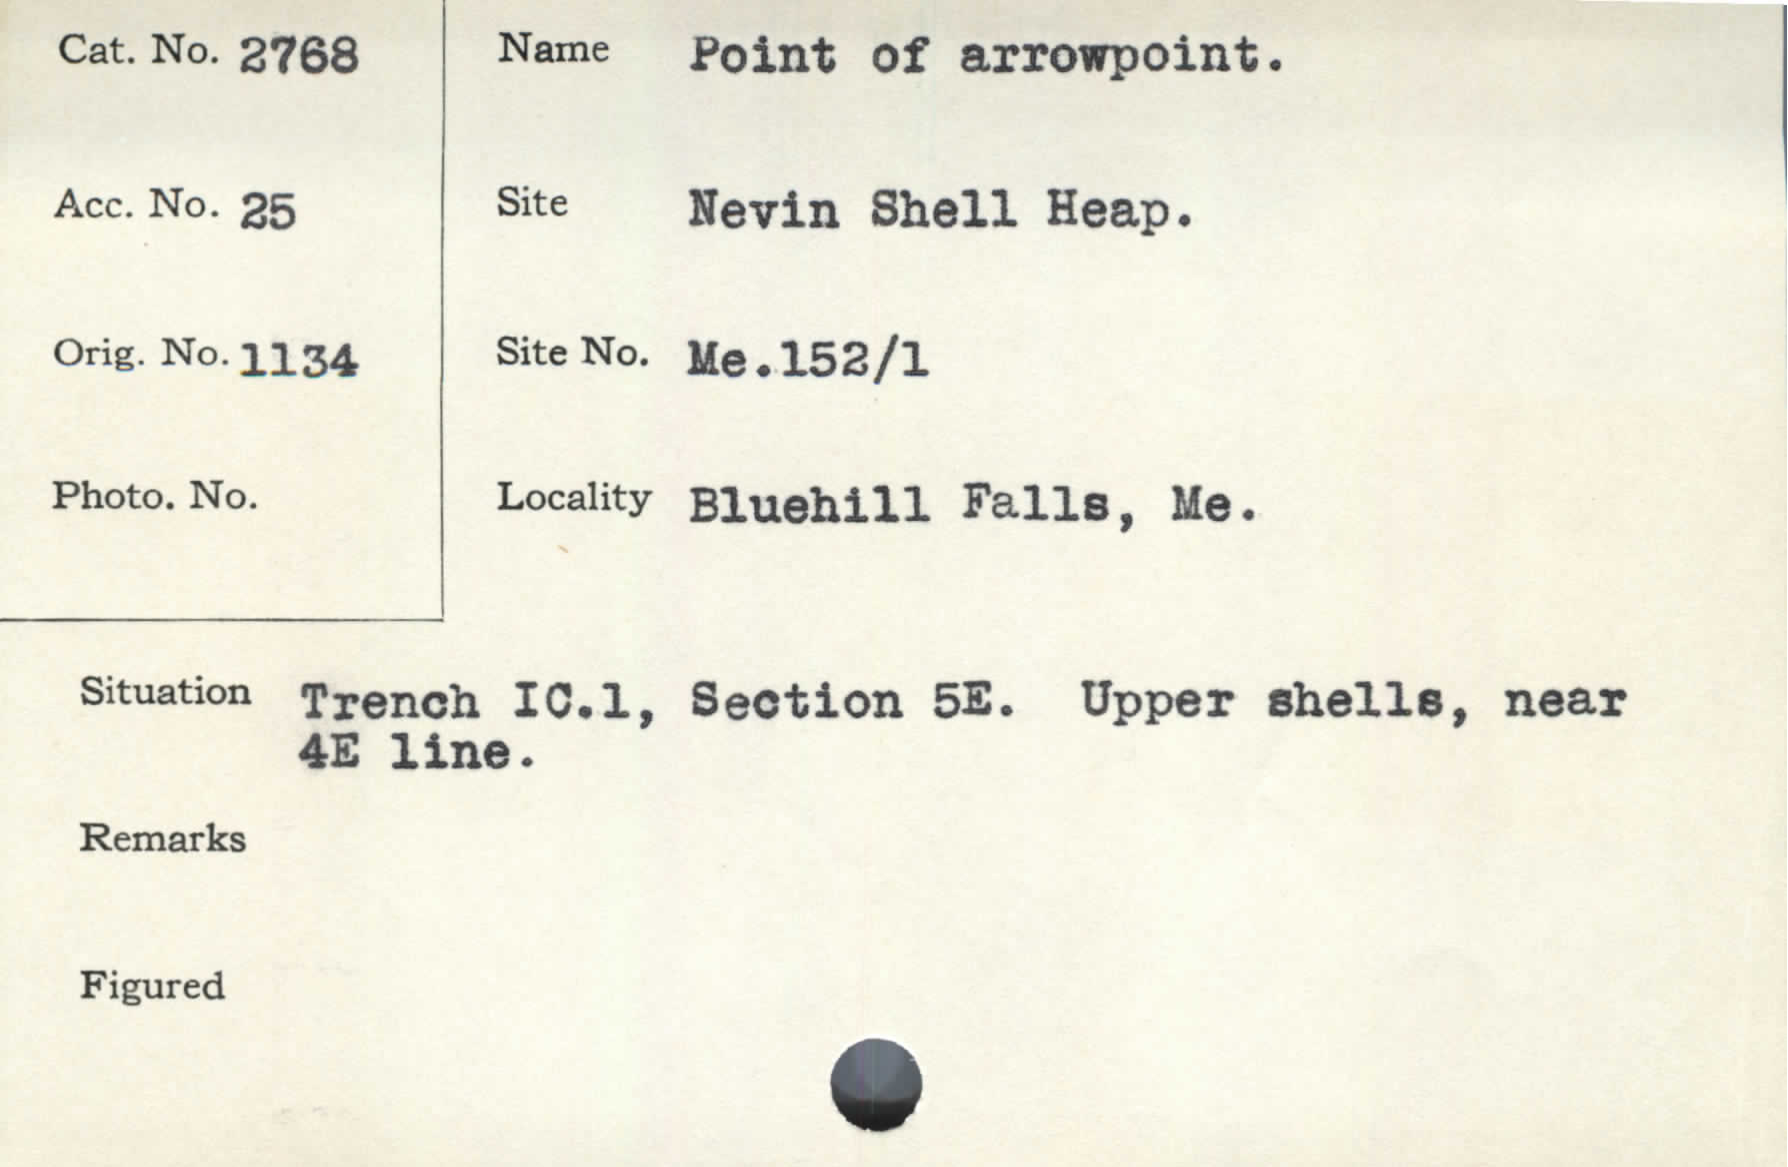 Cat. No. 2768
Name Point of arrowpoint.
Acc. No. 25
Site Nevin Shell Heap.
Orig. No. 1134
Site No. Me.152/1
Photo. No.
Locality Bluehill Falls, Me.
Situation Trench IC.1, Section 5E. Upper shells, near
4E line.
Remarks
Figured